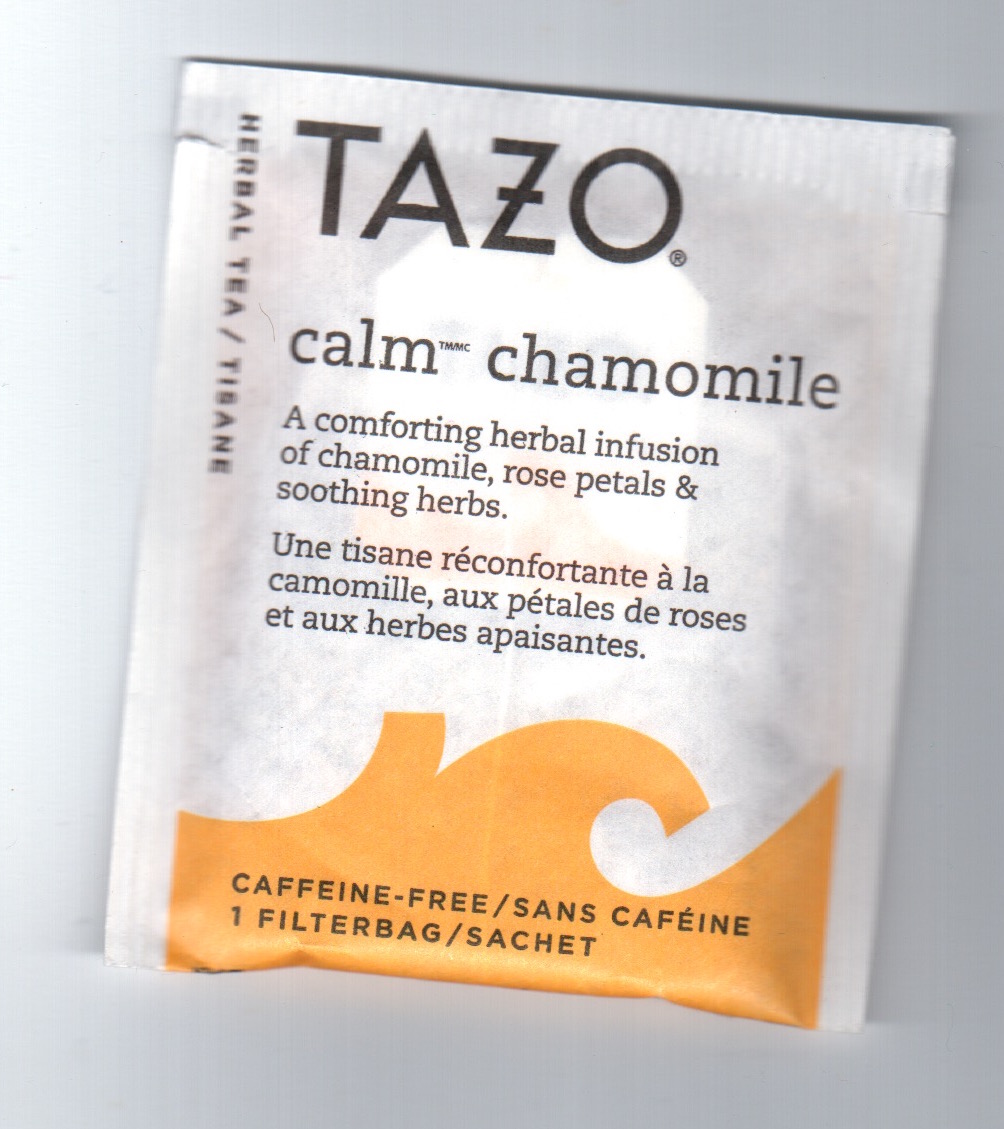 HERBAL TEA / TISANE
TAZO®
calm™/MC chamomile
A comforting herbal infusion
of chamomile, rose petals &
soothing herbs.
Une tisane réconfortante à la
camomille, aux pétales de roses
et aux herbes apaisantes.
CAFFEINE-FREE/SANS CAFÉINE
1 FILTERBAG/SACHET